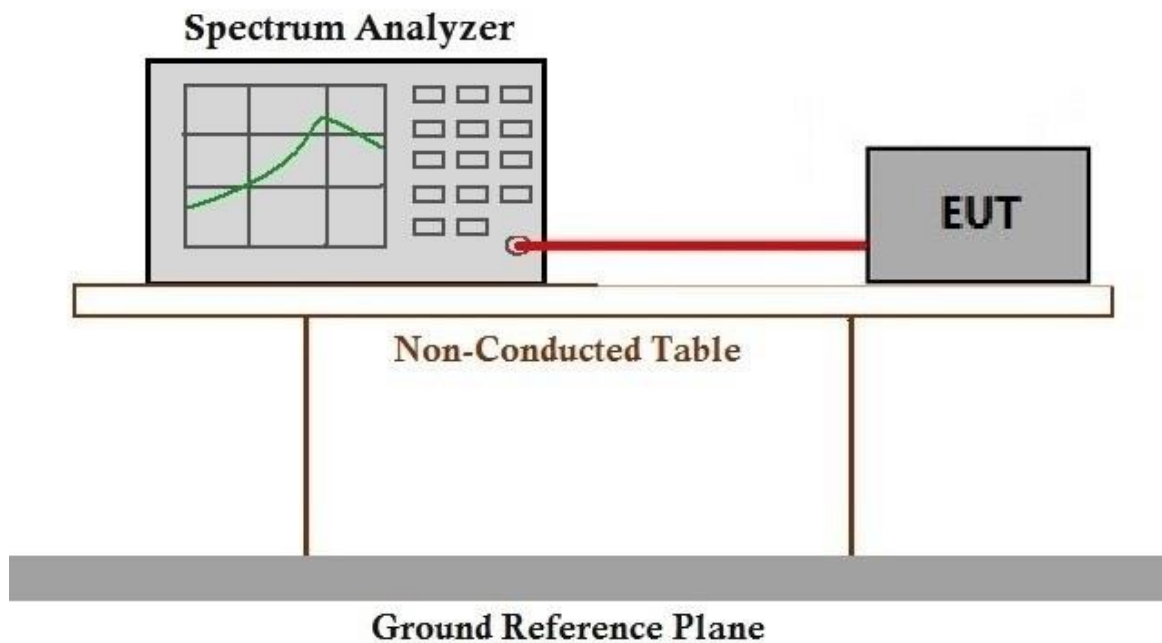 Spectrum Analyzer
EUT
Non-Conducted Table
Ground Reference Plane